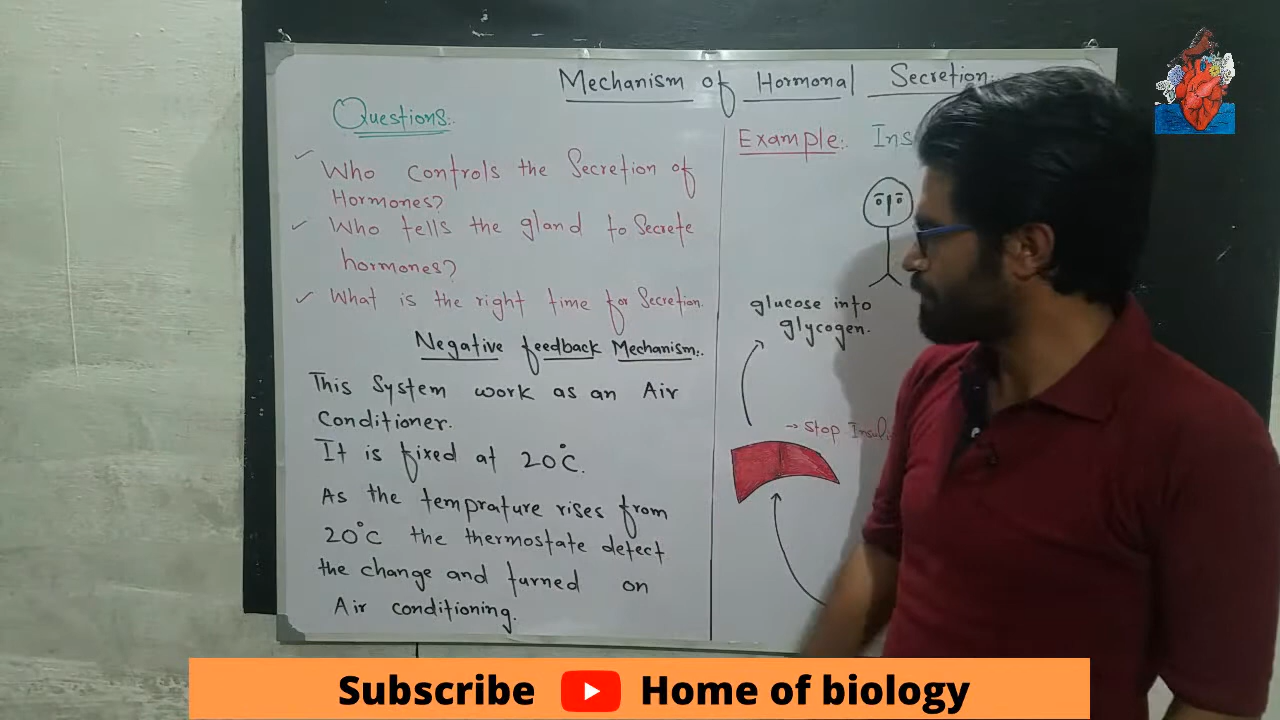 Mechanism of Hormonal Secretion:.
Questions:.
Who controls the Secretion of
Hormones?
Who tells the gland to Secrete
hormones?
What is the right time for Secretion.
Negative feedback Mechanism:.
This System work as an Air
Conditioner.
It is fixed at 20°C.
As the temprature rises from
20°C the thermostate detect
the change and turned on
Air conditioning.
Example:. Ins
glucose into
glycogen.
→ Stop Insuli
Subscribe Home of biology